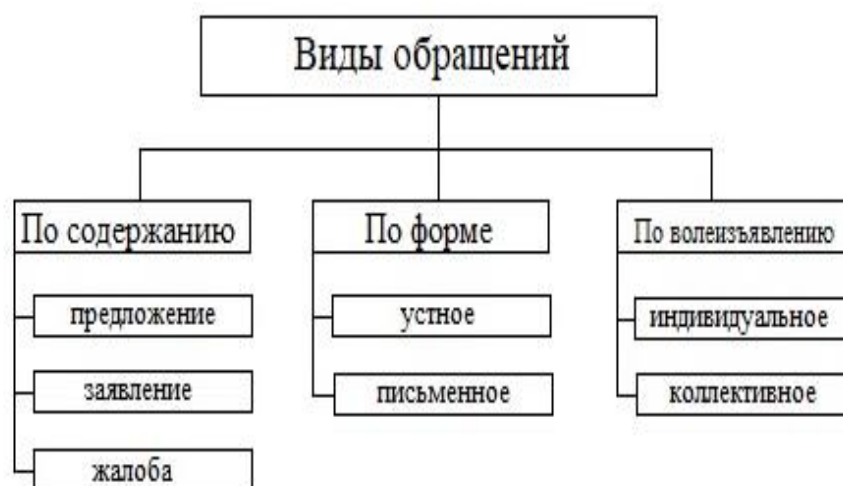 Виды обращений
По содержанию
предложение
заявление
жалоба
По форме
устное
письменное
По волеизъявлению
индивидуальное
коллективное